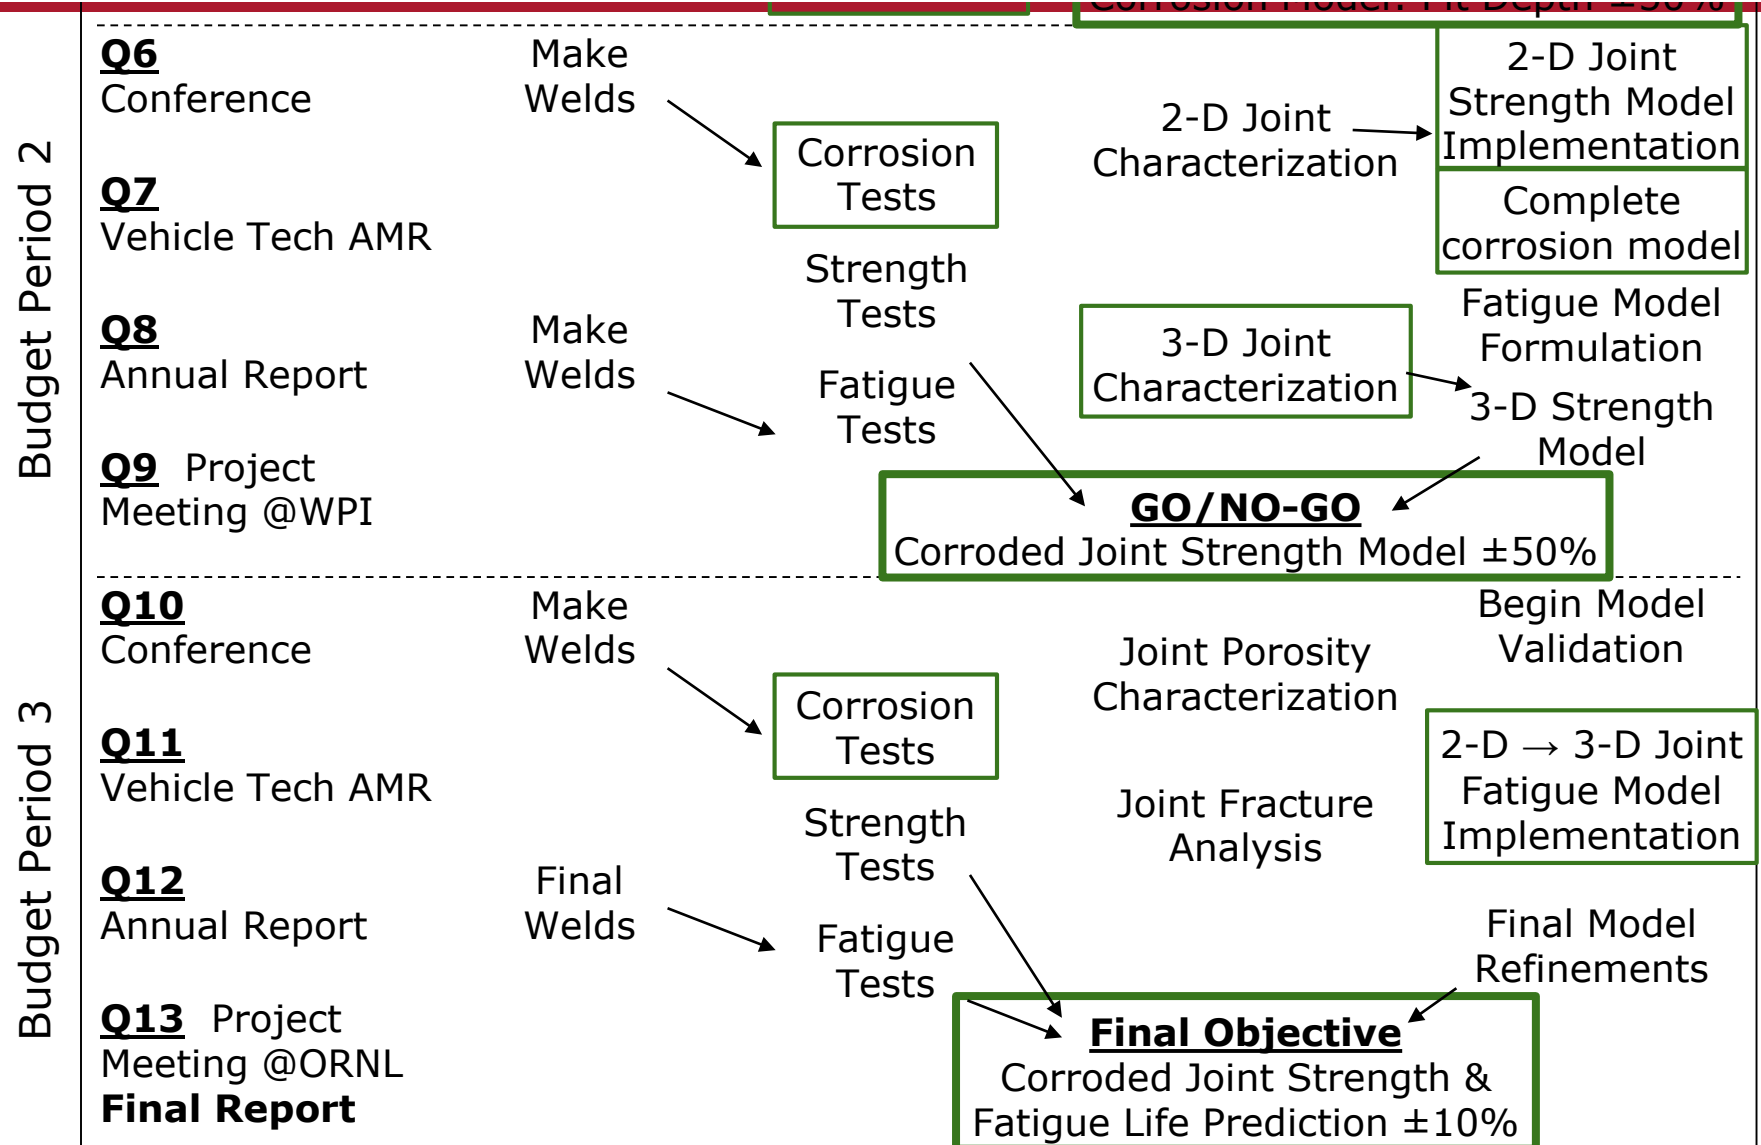 Corrosion Model: Pit Depth ±50%
Budget Period 2
Q6
Conference
Q7
Vehicle Tech AMR
Q8
Annual Report
Q9 Project
Meeting @WPI
Make
Welds
Make
Welds
Corrosion
Tests
Strength
Tests
Fatigue
Tests
2-D Joint
Characterization
3-D Joint
Characterization
2-D Joint
Strength Model
Implementation
Complete
corrosion model
Fatigue Model
Formulation
3-D Strength
Model
GO/NO-GO
Corroded Joint Strength Model ±50%
Budget Period 3
Q10
Conference
Q11
Vehicle Tech AMR
Q12
Annual Report
Q13 Project
Meeting @ORNL
Final Report
Make
Welds
Final
Welds
Corrosion
Tests
Strength
Tests
Fatigue
Tests
Joint Porosity
Characterization
Joint Fracture
Analysis
Begin Model
Validation
2-D → 3-D Joint
Fatigue Model
Implementation
Final Model
Refinements
Final Objective
Corroded Joint Strength &
Fatigue Life Prediction ±10%